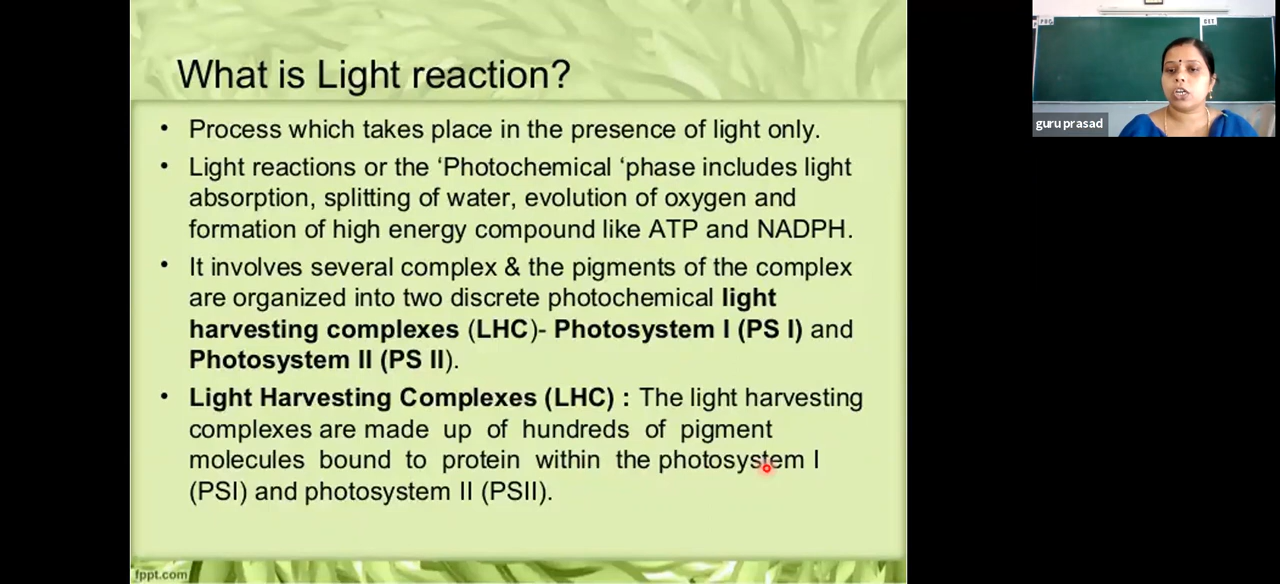 What is Light reaction?
• Process which takes place in the presence of light only.
• Light reactions or the ‘Photochemical ‘phase includes light
absorption, splitting of water, evolution of oxygen and
formation of high energy compound like ATP and NADPH.
• It involves several complex & the pigments of the complex
are organized into two discrete photochemical light
harvesting complexes (LHC)- Photosystem I (PS I) and
Photosystem II (PS II).
• Light Harvesting Complexes (LHC) : The light harvesting
complexes are made up of hundreds of pigment
molecules bound to protein within the photosystem I
(PSI) and photosystem II (PSII).
fppt.com
guru prasad